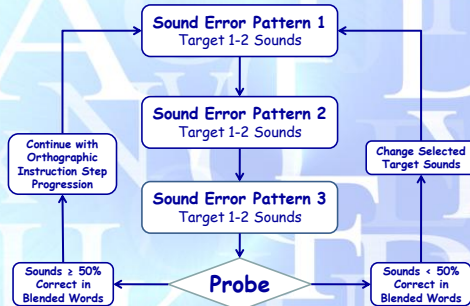 Sound Error Pattern 1
Target 1-2 Sounds
Sound Error Pattern 2
Target 1-2 Sounds
Continue with
Orthographic
Instruction Step
Progression
Change Selected
Target Sounds
Sound Error Pattern 3
Target 1-2 Sounds
Sounds ≥ 50%
Correct in
Blended Words
Probe
Sounds < 50%
Correct in
Blended Words